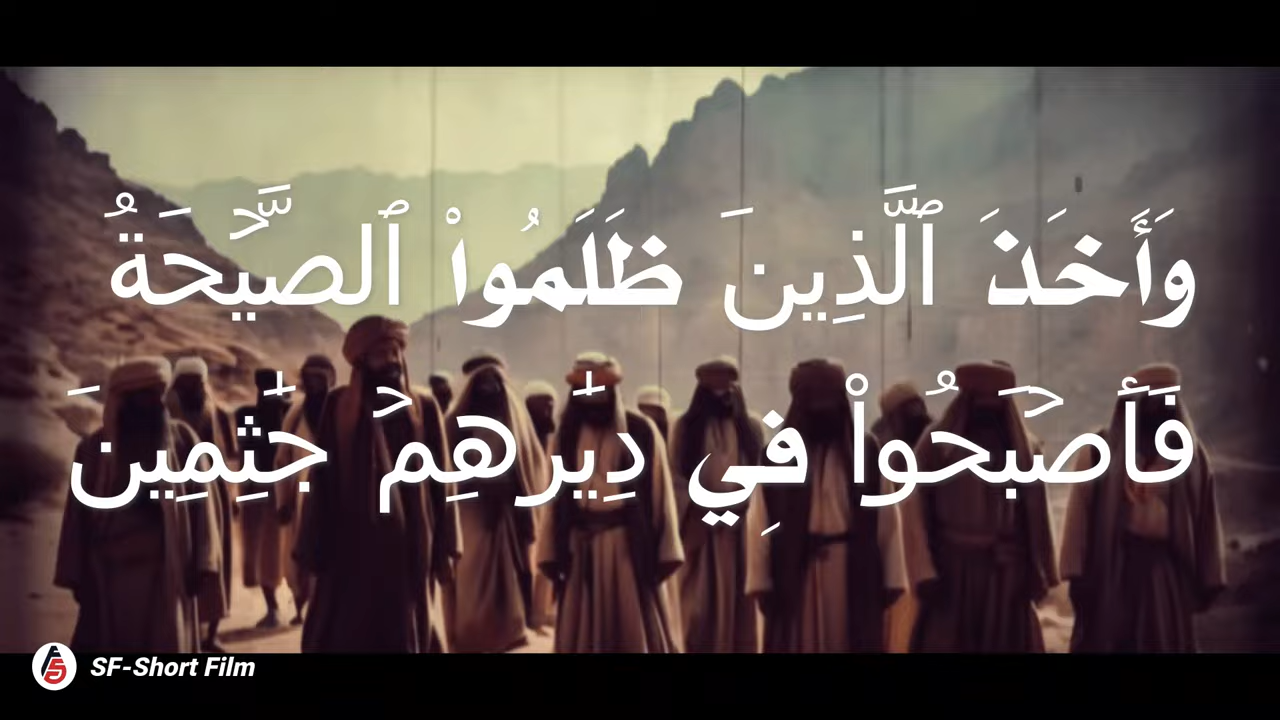 وَأَخَذَ ٱلَّذِينَ ظَلَمُواْ ٱلصَّيۡحَةُ
فَأَصۡبَحُواْ فِي دِيَٰرِهِمۡ جَٰثِمِينَ
SF-Short Film